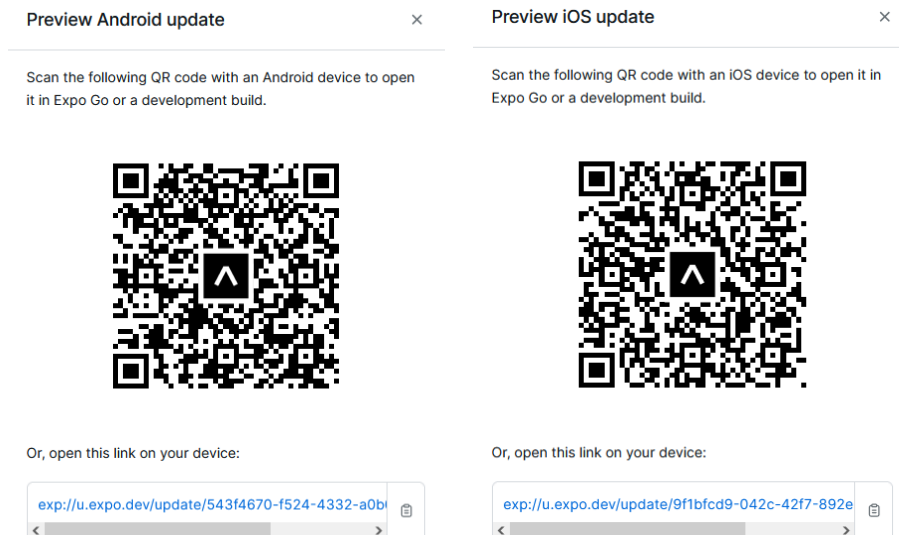 Preview Android update
Scan the following QR code with an Android device to open
it in Expo Go or a development build.
Or, open this link on your device:
exp://u.expo.dev/update/543f4670-f524-4332-a0b
Preview iOS update
Scan the following QR code with an iOS device to open it in
Expo Go or a development build.
Or, open this link on your device:
exp://u.expo.dev/update/9f1bfcd9-042c-42f7-892e